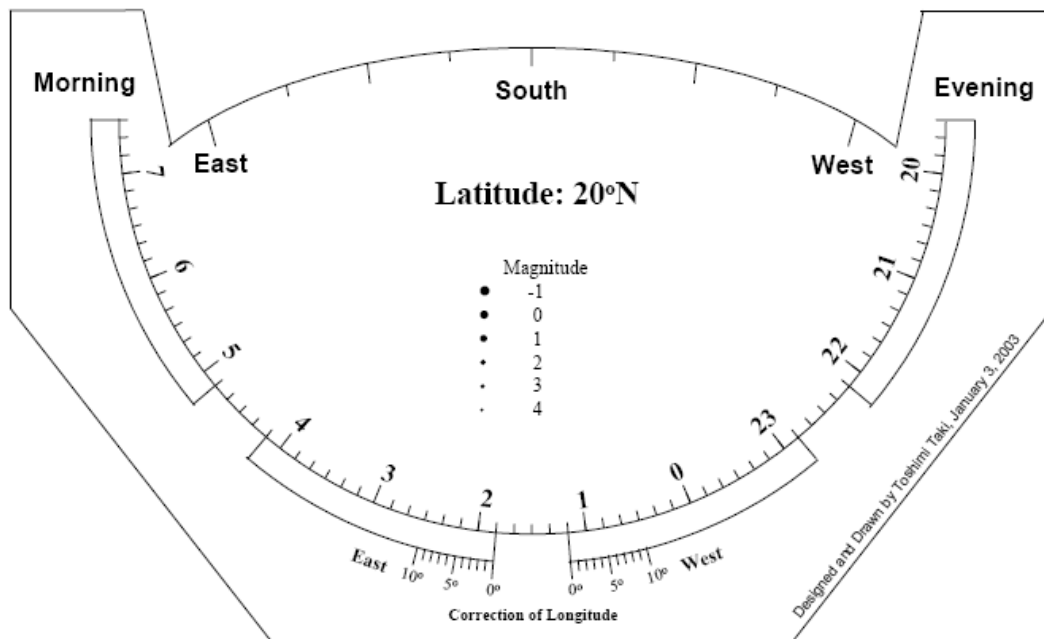 Morning
South
Evening
East
West
Latitude: 20°N
Magnitude
-1
0
1
2
3
4
7
6
5
4
3
2
1
0
23
22
21
20
East
10° 5° 0°
0° 5° 10°
West
Correction of Longitude
Designed and Drawn by Toshimi Taki, January 3, 2003